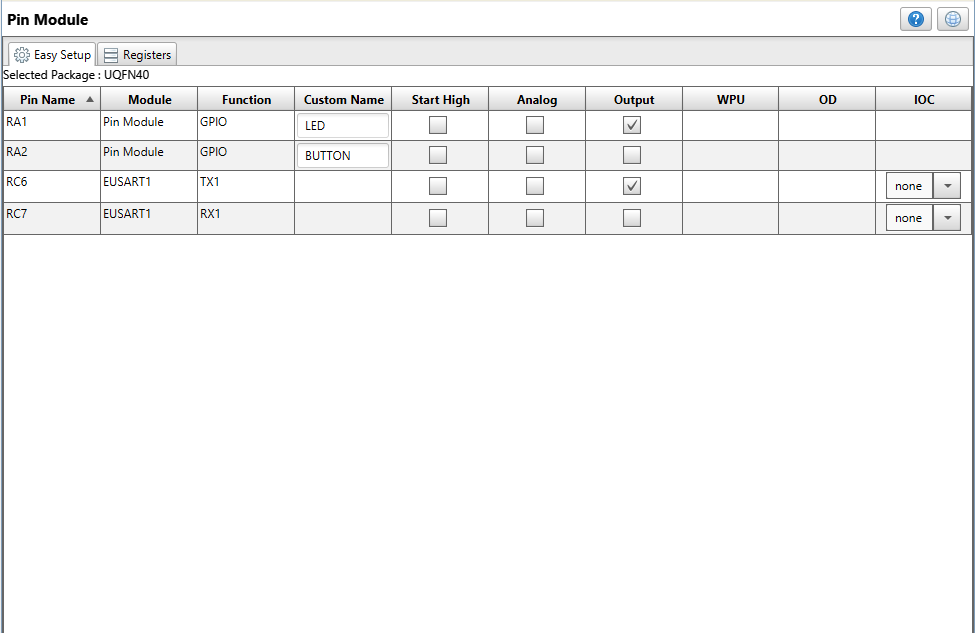 Pin Module
?
Easy Setup Registers
Selected Package : UQFN40
Pin Name Module Function Custom Name Start High Analog Output WPU OD IOC
RA1 Pin Module GPIO LED
RA2 Pin Module GPIO BUTTON
RC6 EUSART1 TX1 none
RC7 EUSART1 RX1 none